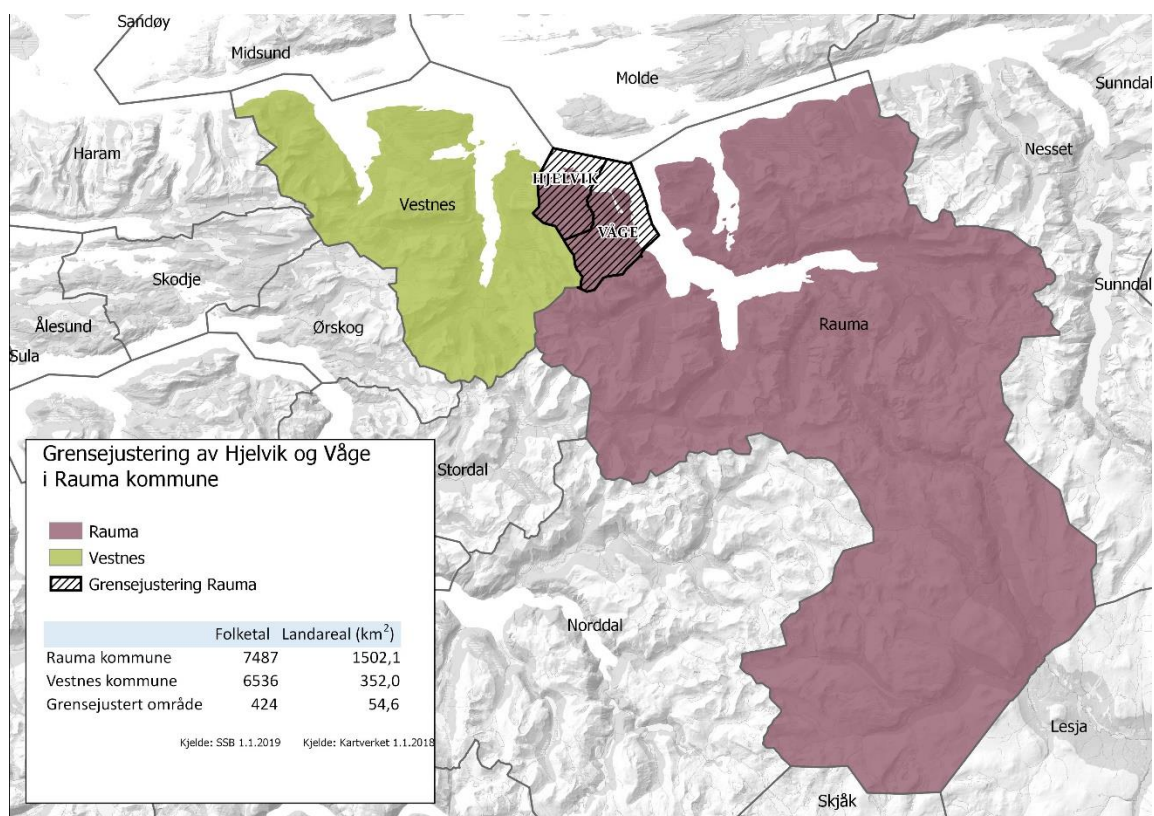 Sandøy
Midsund
Molde
Sunndal
Haram
Nesset
HJELVIK
Vestnes
VÅGE
Skodje
Sunndal
Ålesund
Ørskog
Rauma
Sula
Stordal
Norddal
Lesja
Skjåk
Grensejustering av Hjelvik og Våge
i Rauma kommune
Rauma
Vestnes
Grensejustering Rauma
Folketal Landareal (km²)
Rauma kommune 7487 1502,1
Vestnes kommune 6536 352,0
Grensejustert område 424 54,6
Kjelde: SSB 1.1.2019 Kjelde: Kartverket 1.1.2018